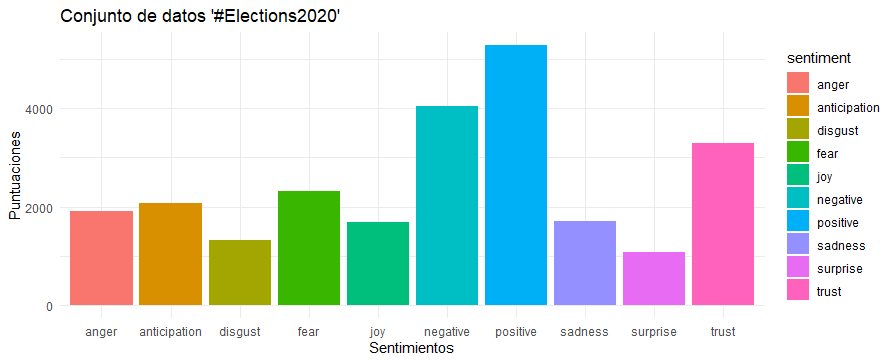 Conjunto de datos '#Elections2020'
Puntuaciones
4000
2000
0
anger
anticipation
disgust
fear
joy
negative
positive
sadness
surprise
trust
Sentimientos
sentiment
anger
anticipation
disgust
fear
joy
negative
positive
sadness
surprise
trust